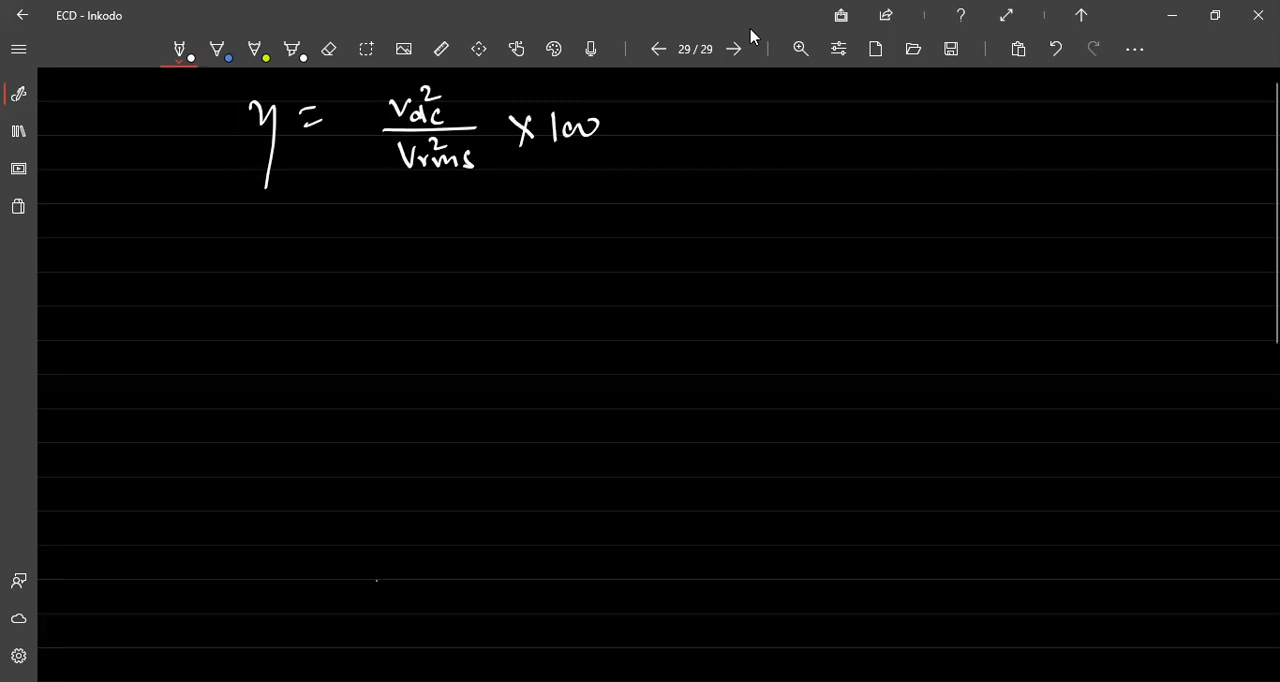 ECD - Inkodo
29 / 29
η = Vdc² / Vrms² × 100